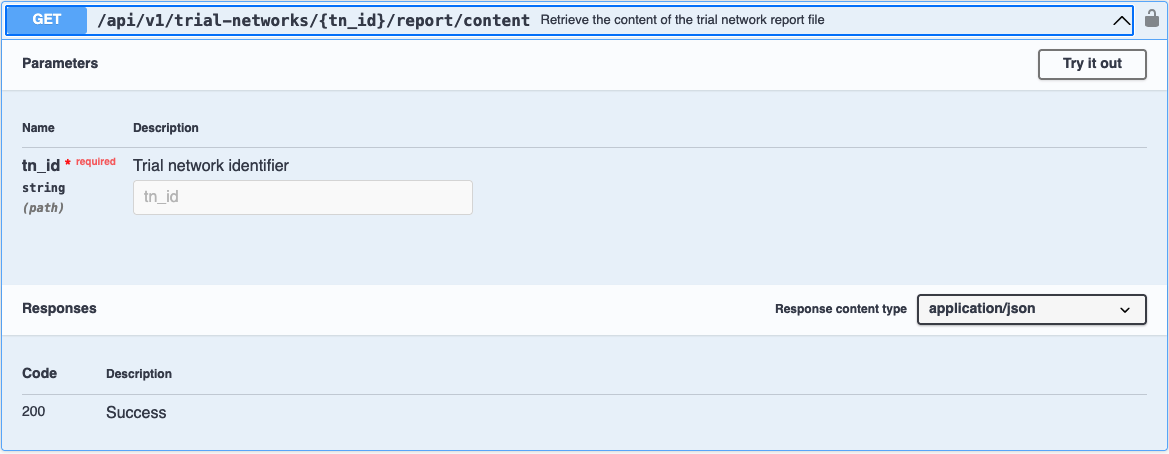 GET /api/v1/trial-networks/{tn_id}/report/content Retrieve the content of the trial network report file
Parameters Try it out
Name Description
tn_id * required Trial network identifier
string tn_id
(path)
Responses Response content type application/json
Code Description
200 Success